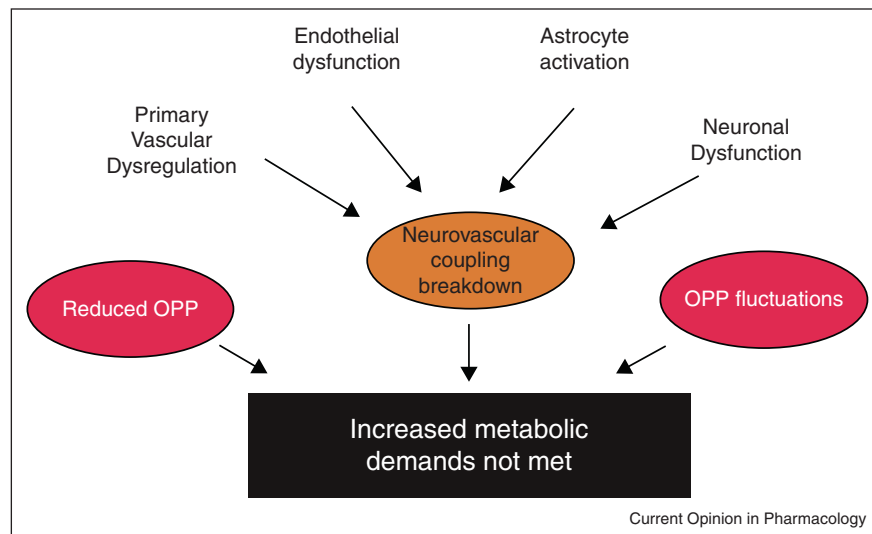 Endothelial
dysfunction
Astrocyte
activation
Primary
Vascular
Dysregulation
Neuronal
Dysfunction
Neurovascular
coupling
breakdown
Reduced OPP
OPP fluctuations
Increased metabolic
demands not met
Current Opinion in Pharmacology